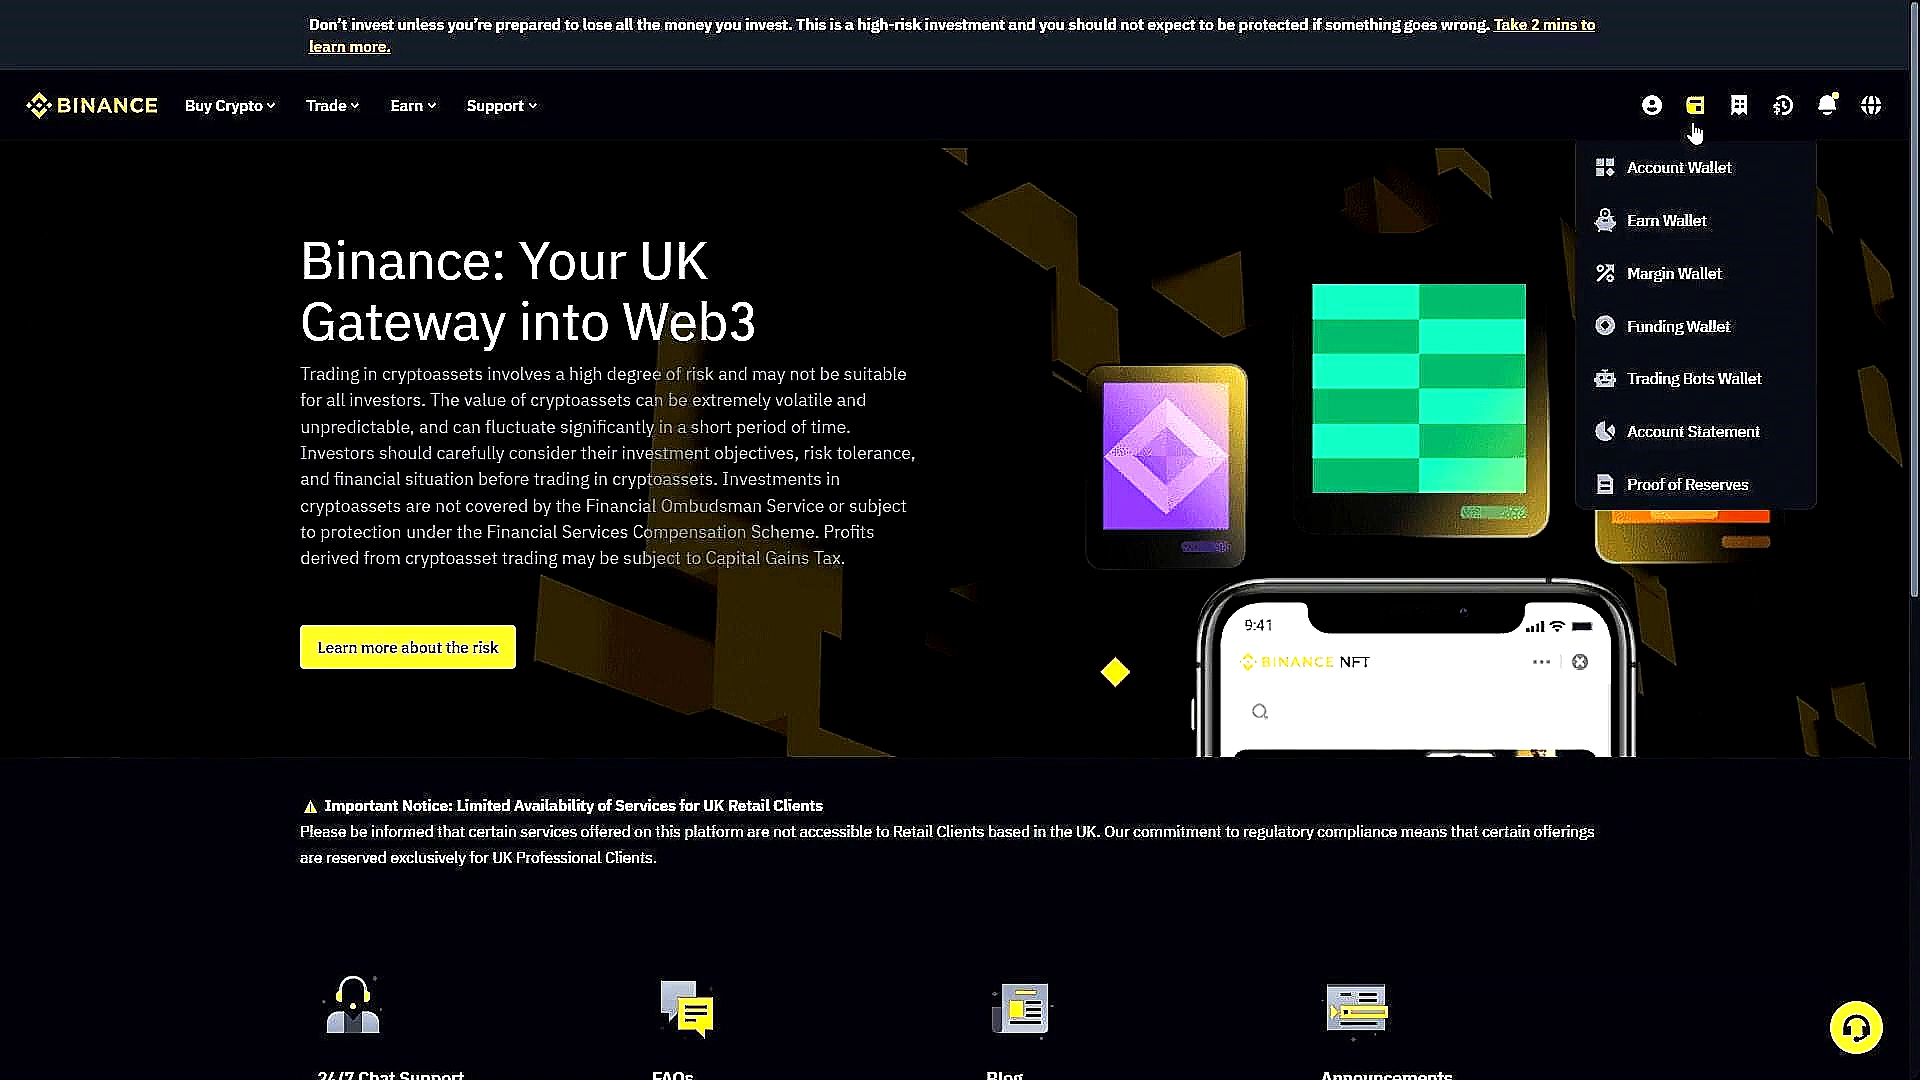 Don't invest unless you're prepared to lose all the money you invest. This is a high-risk investment and you should not expect to be protected if something goes wrong. Take 2 mins to
learn more.
BINANCE Buy Crypto Trade Earn Support
Account Wallet
Earn Wallet
Margin Wallet
Funding Wallet
Trading Bots Wallet
Account Statement
Proof of Reserves
Binance: Your UK
Gateway into Web3
Trading in cryptoassets involves a high degree of risk and may not be suitable
for all investors. The value of cryptoassets can be extremely volatile and
unpredictable, and can fluctuate significantly in a short period of time.
Investors should carefully consider their investment objectives, risk tolerance,
and financial situation before trading in cryptoassets. Investments in
cryptoassets are not covered by the Financial Ombudsman Service or subject
to protection under the Financial Services Compensation Scheme. Profits
derived from cryptoasset trading may be subject to Capital Gains Tax.
Learn more about the risk
9:41
BINANCE NFT
Important Notice: Limited Availability of Services for UK Retail Clients
Please be informed that certain services offered on this platform are not accessible to Retail Clients based in the UK. Our commitment to regulatory compliance means that certain offerings
are reserved exclusively for UK Professional Clients.
24/7 Chat Support FAQs Blog Announcements